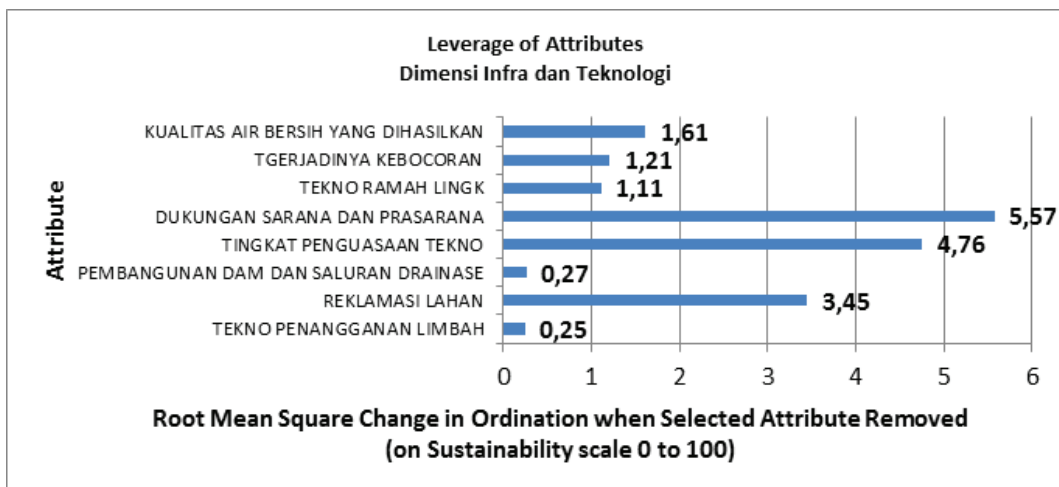 Leverage of Attributes
Dimensi Infra dan Teknologi
Attribute
KUALITAS AIR BERSIH YANG DIHASILKAN 1,61
TGERJADINYA KEBOCORAN 1,21
TEKNO RAMAH LINGK 1,11
DUKUNGAN SARANA DAN PRASARANA 5,57
TINGKAT PENGUASAAN TEKNO 4,76
PEMBANGUNAN DAM DAN SALURAN DRAINASE 0,27
REKLAMASI LAHAN 3,45
TEKNO PENANGGANAN LIMBAH 0,25
0 1 2 3 4 5 6
Root Mean Square Change in Ordination when Selected Attribute Removed
(on Sustainability scale 0 to 100)